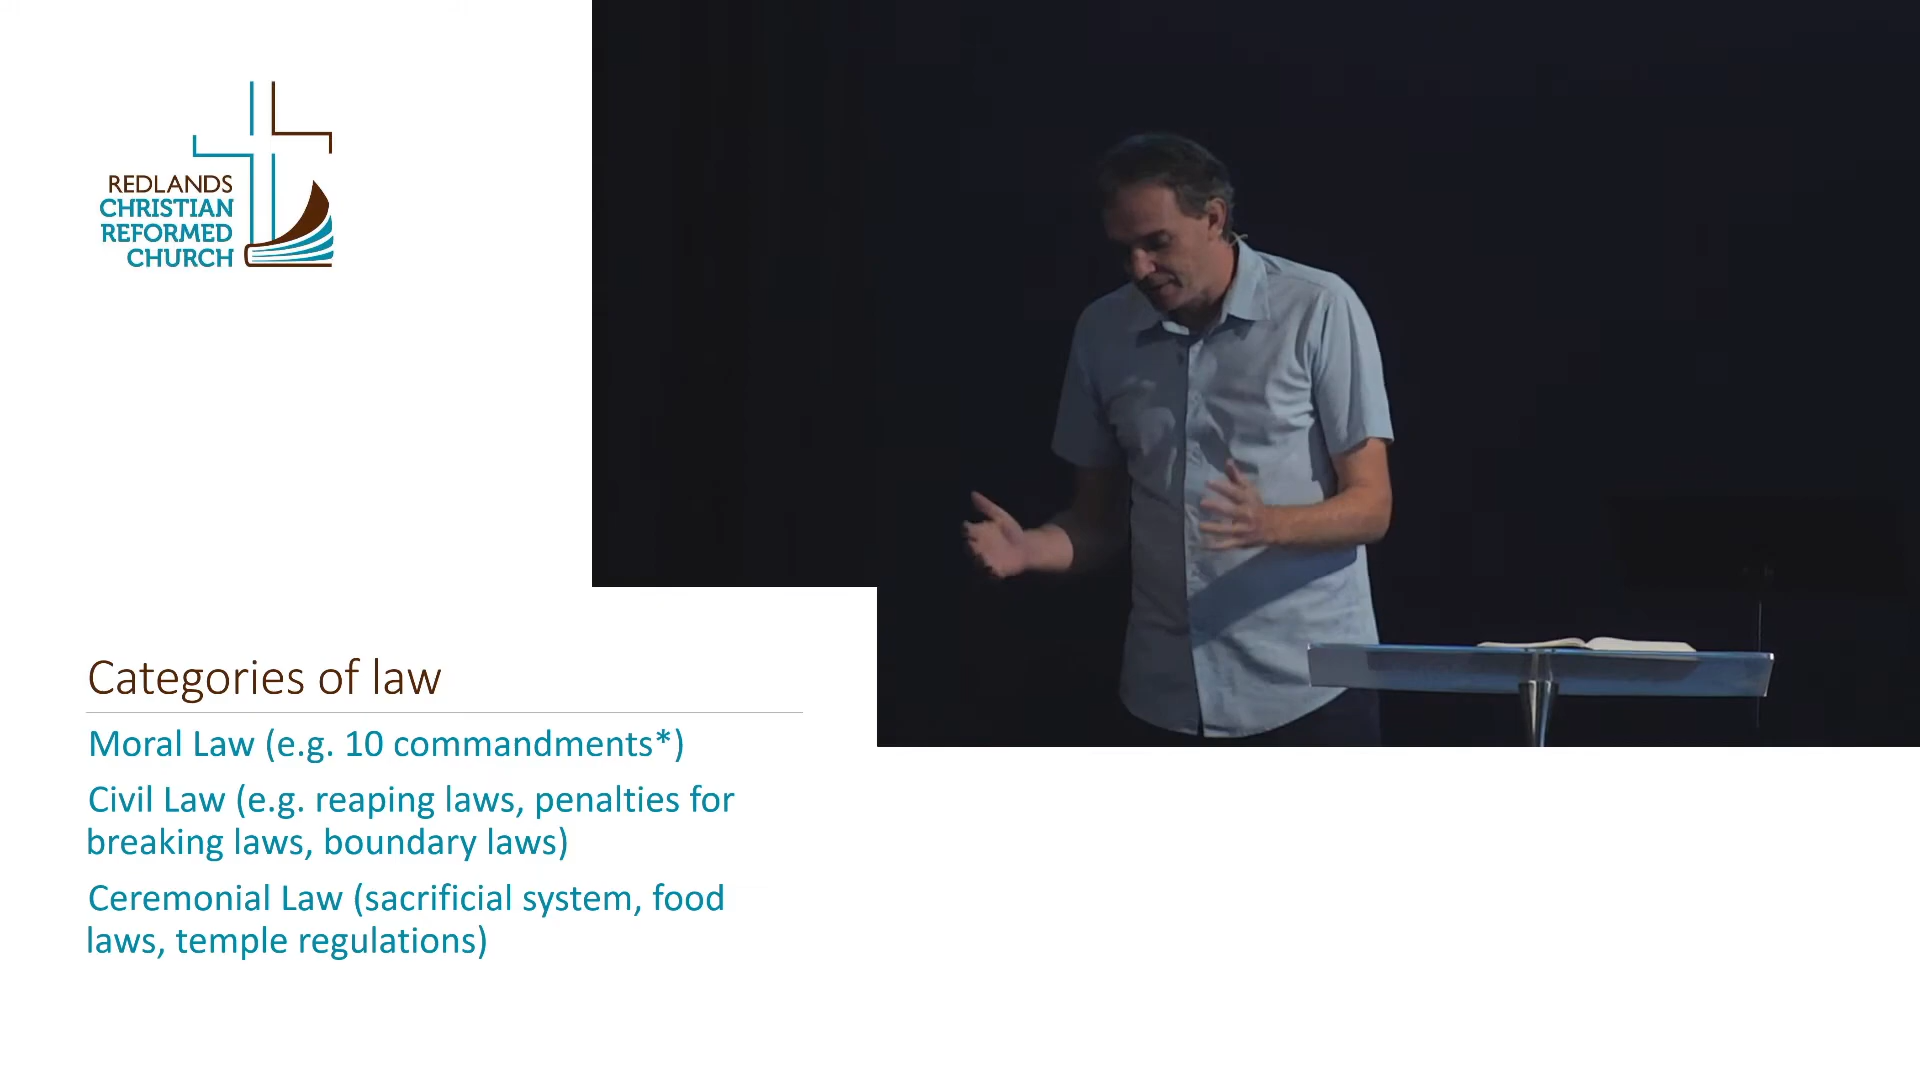 REDLANDS
CHRISTIAN
REFORMED
CHURCH
Categories of law
Moral Law (e.g. 10 commandments*)
Civil Law (e.g. reaping laws, penalties for
breaking laws, boundary laws)
Ceremonial Law (sacrificial system, food
laws, temple regulations)